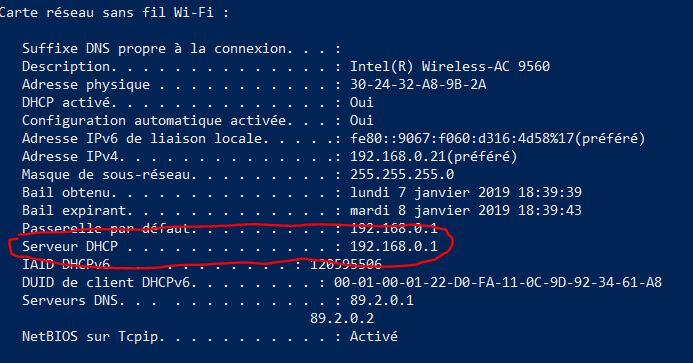 Carte réseau sans fil Wi-Fi :
Suffixe DNS propre à la connexion. . . :
Description. . . . . . . . . . . . . . : Intel(R) Wireless-AC 9560
Adresse physique . . . . . . . . . . . : 30-24-32-A8-9B-2A
DHCP activé. . . . . . . . . . . . . . : Oui
Configuration automatique activée. . . : Oui
Adresse IPv6 de liaison locale. . . . .: fe80::9067:f060:d316:4d58%17(préféré)
Adresse IPv4. . . . . . . . . . . . . .: 192.168.0.21(préféré)
Masque de sous-réseau. . . . . . . . . : 255.255.255.0
Bail obtenu. . . . . . . . . . . . . . : lundi 7 janvier 2019 18:39:39
Bail expirant. . . . . . . . . . . . . : mardi 8 janvier 2019 18:39:43
Passerelle par défaut. . . . . . . . . : 192.168.0.1
Serveur DHCP . . . . . . . . . . . . . : 192.168.0.1
IAID DHCPv6 . . . . . . . . . . . : 120595506
DUID de client DHCPv6. . . . . . . . : 00-01-00-01-22-D0-FA-11-0C-9D-92-34-61-A8
Serveurs DNS. . . . . . . . . . . . . : 89.2.0.1
89.2.0.2
NetBIOS sur Tcpip. . . . . . . . . . . : Activé